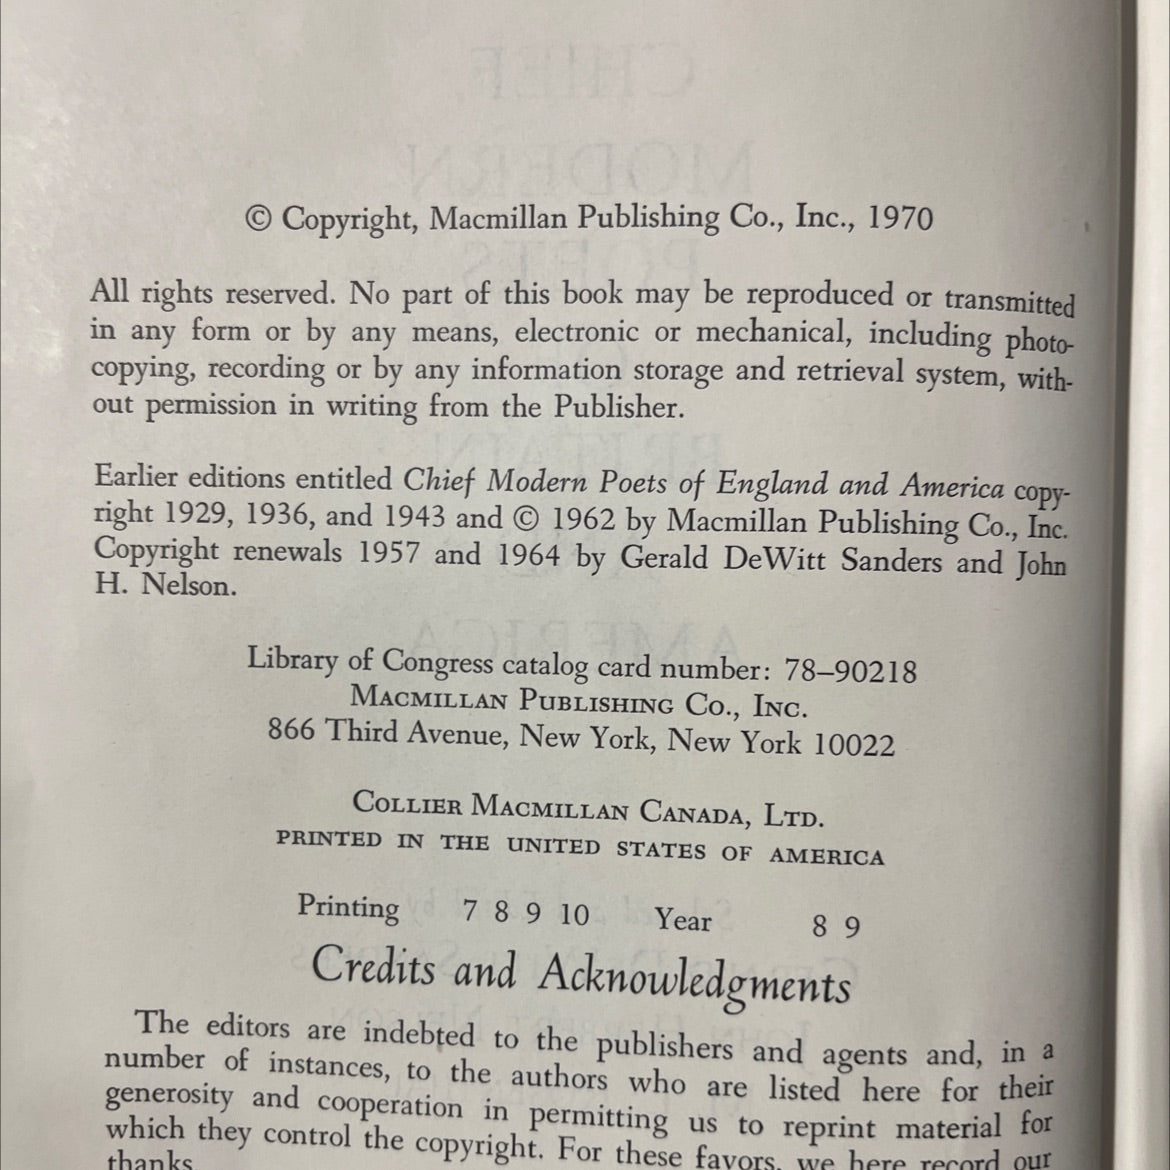 © Copyright, Macmillan Publishing Co., Inc., 1970
All rights reserved. No part of this book may be reproduced or transmitted
in any form or by any means, electronic or mechanical, including photo-
copying, recording or by any information storage and retrieval system, with-
out permission in writing from the Publisher.
Earlier editions entitled Chief Modern Poets of England and America copy-
right 1929, 1936, and 1943 and © 1962 by Macmillan Publishing Co., Inc.
Copyright renewals 1957 and 1964 by Gerald DeWitt Sanders and John
H. Nelson.
Library of Congress catalog card number: 78–90218
MACMILLAN PUBLISHING CO., INC.
866 Third Avenue, New York, New York 10022
COLLIER MACMILLAN CANADA, LTD.
PRINTED IN THE UNITED STATES OF AMERICA
Printing 7 8 9 10 Year 8 9
Credits and Acknowledgments
The editors are indebted to the publishers and agents and, in a
number of instances, to the authors who are listed here for their
generosity and cooperation in permitting us to reprint material for
which they control the copyright. For these favors, we here record our
thanks